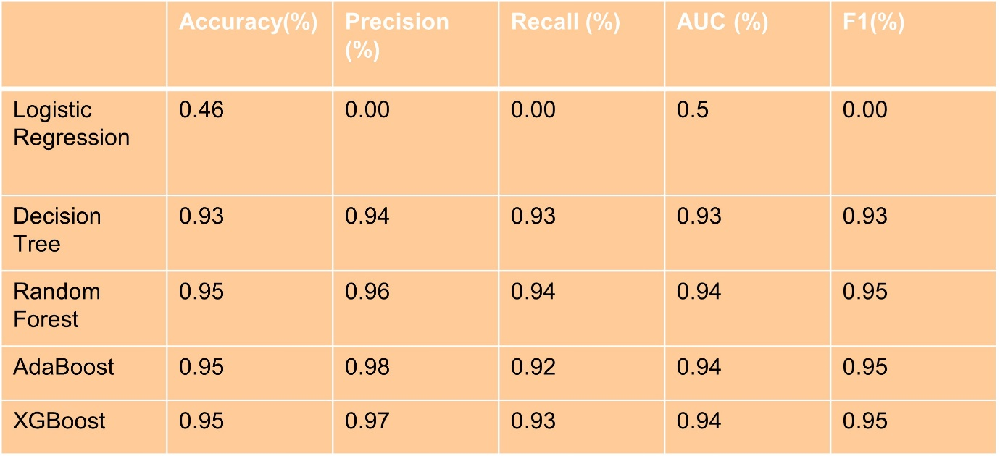 Accuracy(%) Precision (%) Recall (%) AUC (%) F1(%)
Logistic Regression 0.46 0.00 0.00 0.5 0.00
Decision Tree 0.93 0.94 0.93 0.93 0.93
Random Forest 0.95 0.96 0.94 0.94 0.95
AdaBoost 0.95 0.98 0.92 0.94 0.95
XGBoost 0.95 0.97 0.93 0.94 0.95